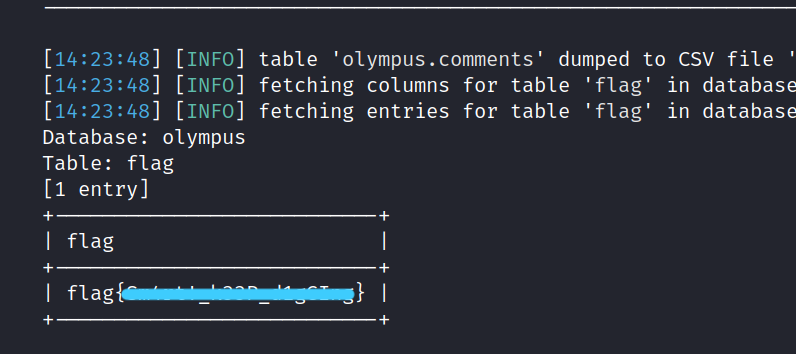 [14:23:48] [INFO] table 'olympus.comments' dumped to CSV file '
[14:23:48] [INFO] fetching columns for table 'flag' in database
[14:23:48] [INFO] fetching entries for table 'flag' in database
Database: olympus
Table: flag
[1 entry]
| flag |
| flag{ } |